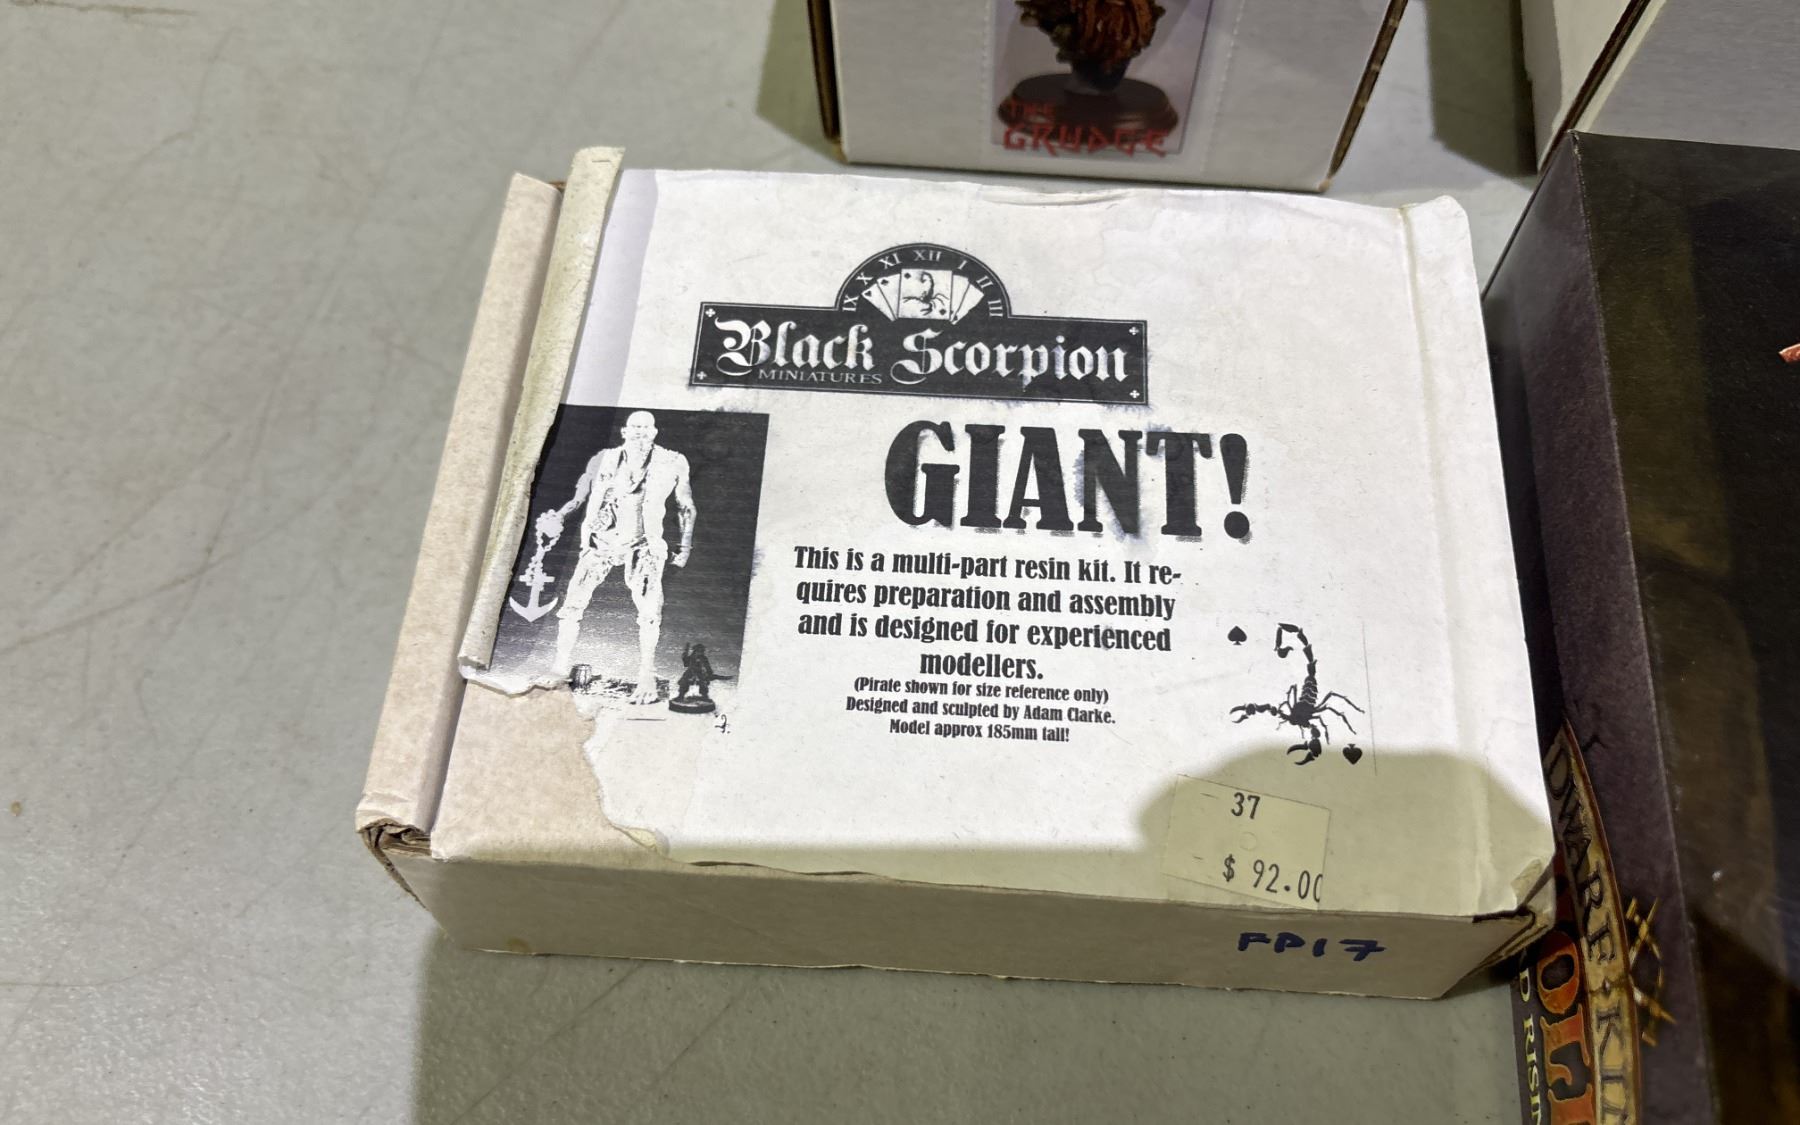 THE
GRUDGE
IX X XI XII I II III
Black Scorpion
MINIATURES
GIANT!
This is a multi-part resin kit. It re-
quires preparation and assembly
and is designed for experienced
modellers.
(Pirate shown for size reference only)
Designed and sculpted by Adam Clarke.
Model approx 185mm tall!
37
$ 92.00
FP17